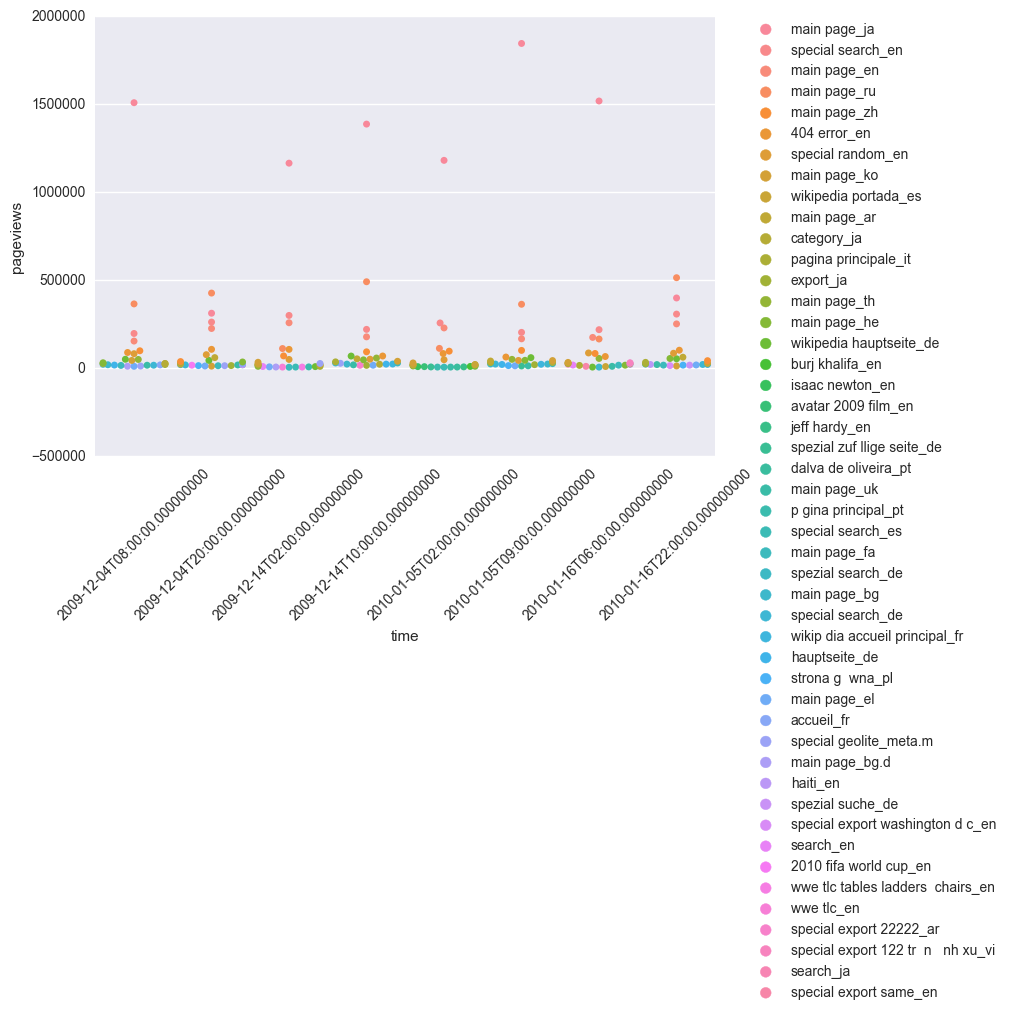 2000000
1500000
1000000
500000
0
−500000
pageviews
2009-12-04T08:00:00.000000000
2009-12-04T20:00:00.000000000
2009-12-14T02:00:00.000000000
2009-12-14T10:00:00.000000000
2010-01-05T02:00:00.000000000
2010-01-05T09:00:00.000000000
2010-01-16T06:00:00.000000000
2010-01-16T22:00:00.000000000
time
main page_ja
special search_en
main page_en
main page_ru
main page_zh
404 error_en
special random_en
main page_ko
wikipedia portada_es
main page_ar
category_ja
pagina principale_it
export_ja
main page_th
main page_he
wikipedia hauptseite_de
burj khalifa_en
isaac newton_en
avatar 2009 film_en
jeff hardy_en
spezial zuf llige seite_de
dalva de oliveira_pt
main page_uk
p gina principal_pt
special search_es
main page_fa
spezial search_de
main page_bg
special search_de
wikip dia accueil principal_fr
hauptseite_de
strona g  wna_pl
main page_el
accueil_fr
special geolite_meta.m
main page_bg.d
haiti_en
spezial suche_de
special export washington d c_en
search_en
2010 fifa world cup_en
wwe tlc tables ladders  chairs_en
wwe tlc_en
special export 22222_ar
special export 122 tr  n   nh xu_vi
search_ja
special export same_en